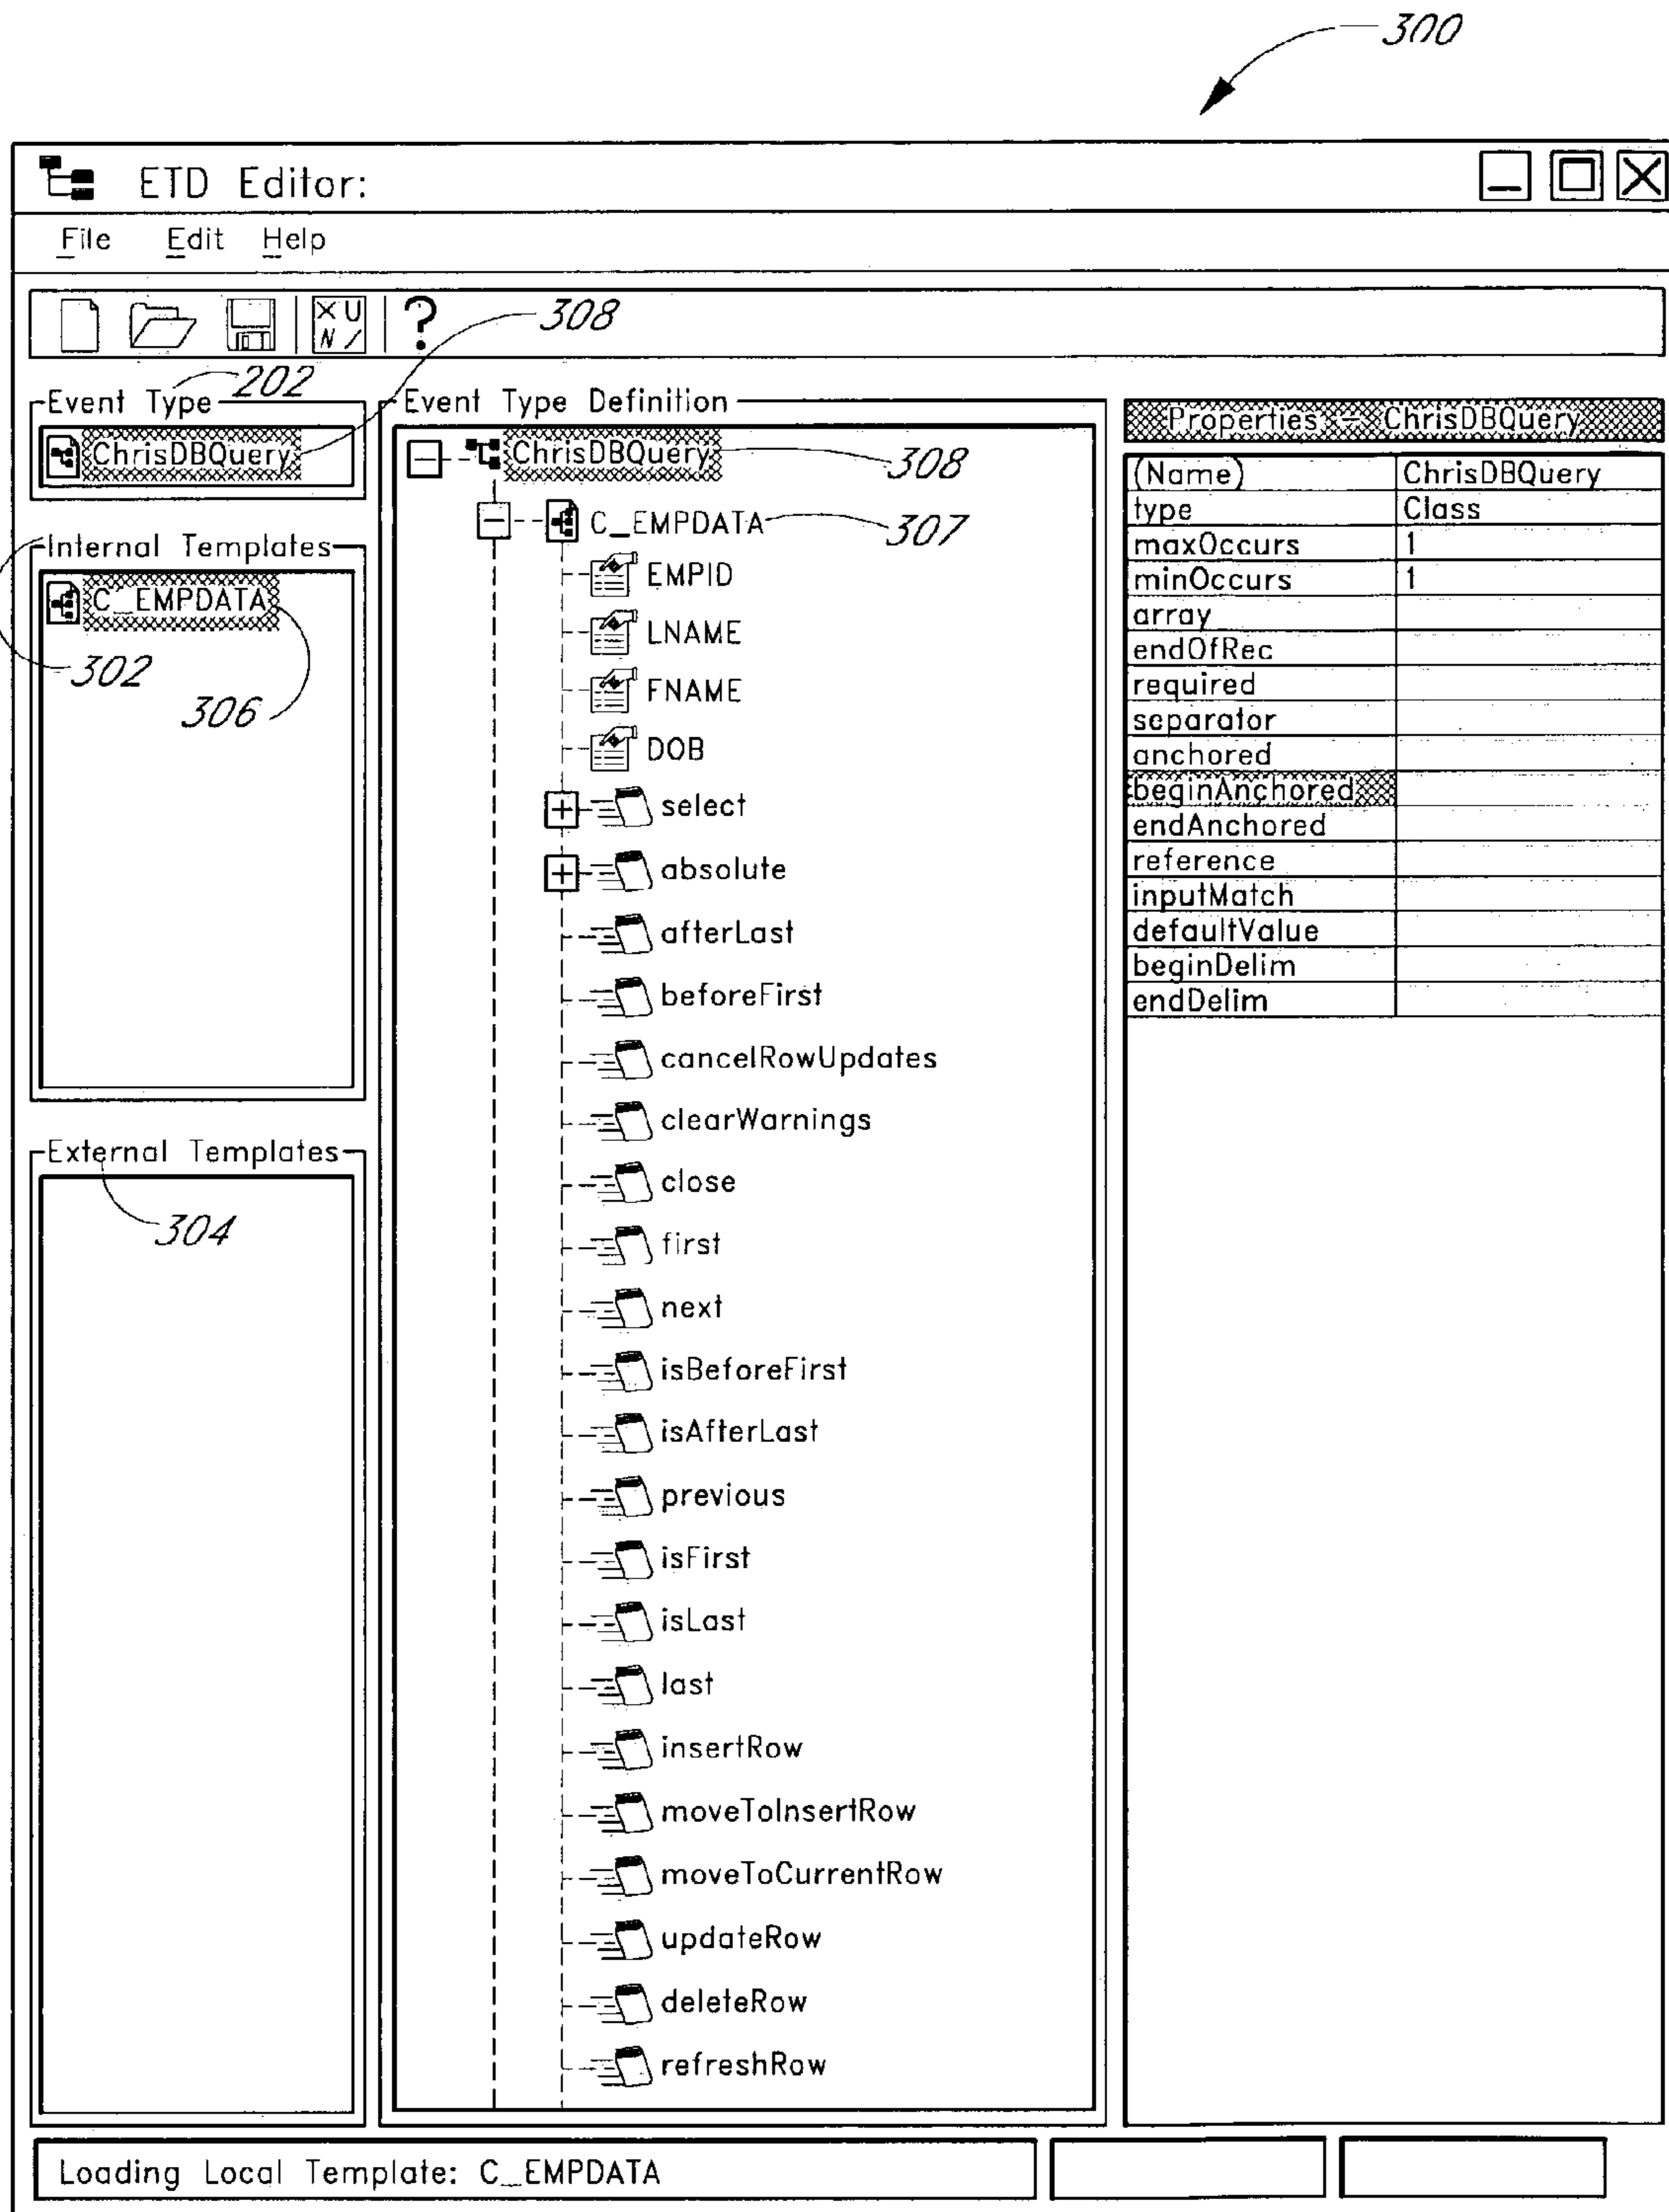 300
ETD Editor:
File Edit Help
X U
N /
?
308
Event Type 202
ChrisDBQuery
Internal Templates
C_EMPDATA
302
306
External Templates
304
Event Type Definition
ChrisDBQuery 308
C_EMPDATA 307
EMPID
LNAME
FNAME
DOB
select
absolute
afterLast
beforeFirst
cancelRowUpdates
clearWarnings
close
first
next
isBeforeFirst
isAfterLast
previous
isFirst
isLast
last
insertRow
moveToInsertRow
moveToCurrentRow
updateRow
deleteRow
refreshRow
Properties - ChrisDBQuery
(Name) ChrisDBQuery
type Class
maxOccurs 1
minOccurs 1
array
endOfRec
required
separator
anchored
beginAnchored
endAnchored
reference
inputMatch
defaultValue
beginDelim
endDelim
Loading Local Template: C_EMPDATA